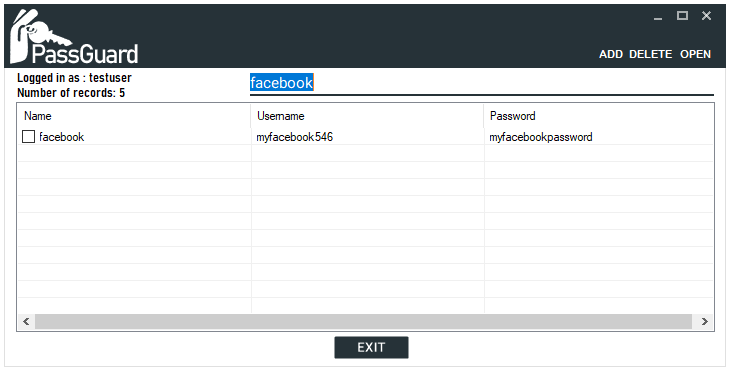 PassGuard
ADD DELETE OPEN
Logged in as : testuser
Number of records: 5
facebook
Name Username Password
facebook myfacebook546 myfacebookpassword
EXIT